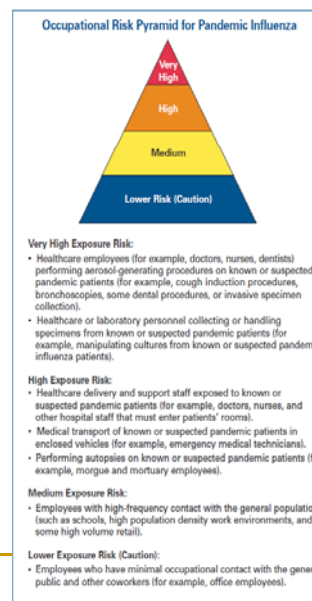 Occupational Risk Pyramid for Pandemic Influenza
Very
High
High
Medium
Lower Risk (Caution)
Very High Exposure Risk:
• Healthcare employees (for example, doctors, nurses, dentists)
performing aerosol-generating procedures on known or suspected
pandemic patients (for example, cough induction procedures,
bronchoscopies, some dental procedures, or invasive specimen
collection).
• Healthcare or laboratory personnel collecting or handling
specimens from known or suspected pandemic patients (for
example, manipulating cultures from known or suspected pandem
influenza patients).
High Exposure Risk:
• Healthcare delivery and support staff exposed to known or
suspected pandemic patients (for example, doctors, nurses, and
other hospital staff that must enter patients' rooms).
• Medical transport of known or suspected pandemic patients in
enclosed vehicles (for example, emergency medical technicians).
• Performing autopsies on known or suspected pandemic patients (f
example, morgue and mortuary employees).
Medium Exposure Risk:
• Employees with high-frequency contact with the general populatio
(such as schools, high population density work environments, and
some high volume retail).
Lower Exposure Risk (Caution):
• Employees who have minimal occupational contact with the gener
public and other coworkers (for example, office employees).